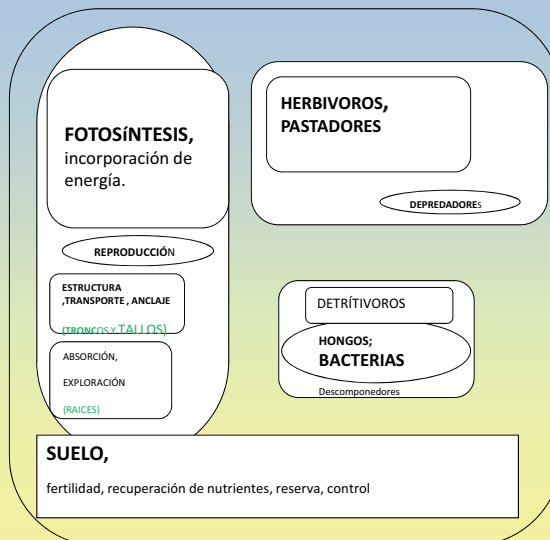 FOTOSíNTESIS,
incorporación de
energía.
REPRODUCCIÓN
ESTRUCTURA
,TRANSPORTE , ANCLAJE
(TRONCOS Y TALLOS)
ABSORCIÓN,
EXPLORACIÓN
(RAICES)
HERBIVOROS,
PASTADORES
DEPREDADORES
DETRÍTIVOROS
HONGOS;
BACTERIAS
Descomponedores
SUELO,
fertilidad, recuperación de nutrientes, reserva, control